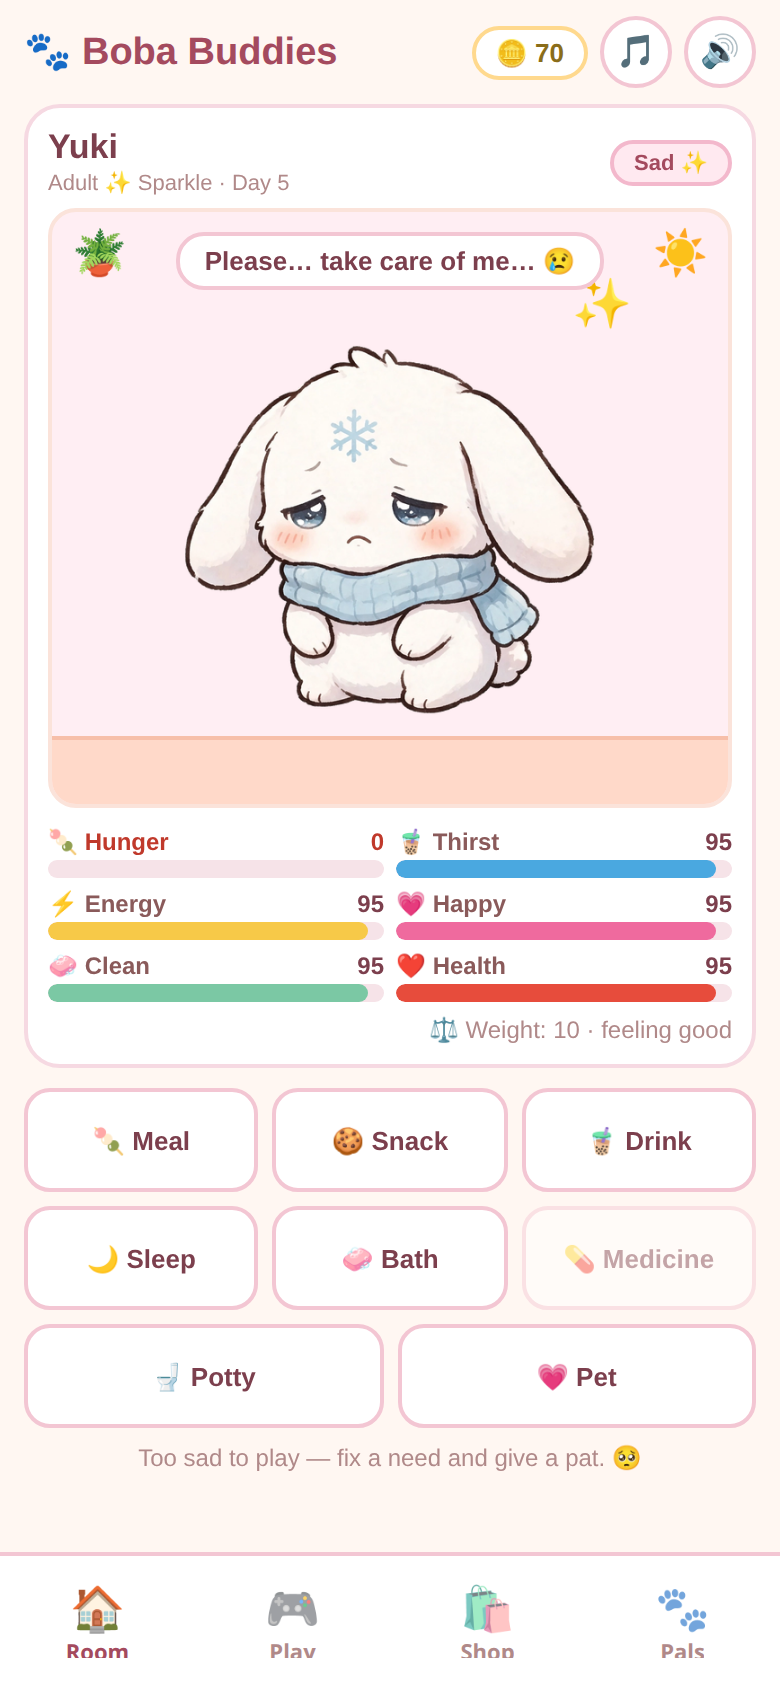 🐾 Boba Buddies
🪙 70
🎵
🔊
Yuki
Adult ✨ Sparkle · Day 5
Sad ✨
Please… take care of me… 😢
🍡 Hunger 0
🧋 Thirst 95
⚡ Energy 95
💗 Happy 95
🧼 Clean 95
❤️ Health 95
⚖️ Weight: 10 · feeling good
🍡 Meal
🍪 Snack
🧋 Drink
🌙 Sleep
🧼 Bath
💊 Medicine
🚽 Potty
💗 Pet
Too sad to play — fix a need and give a pat. 🥺
Room
Play
Shop
Pals